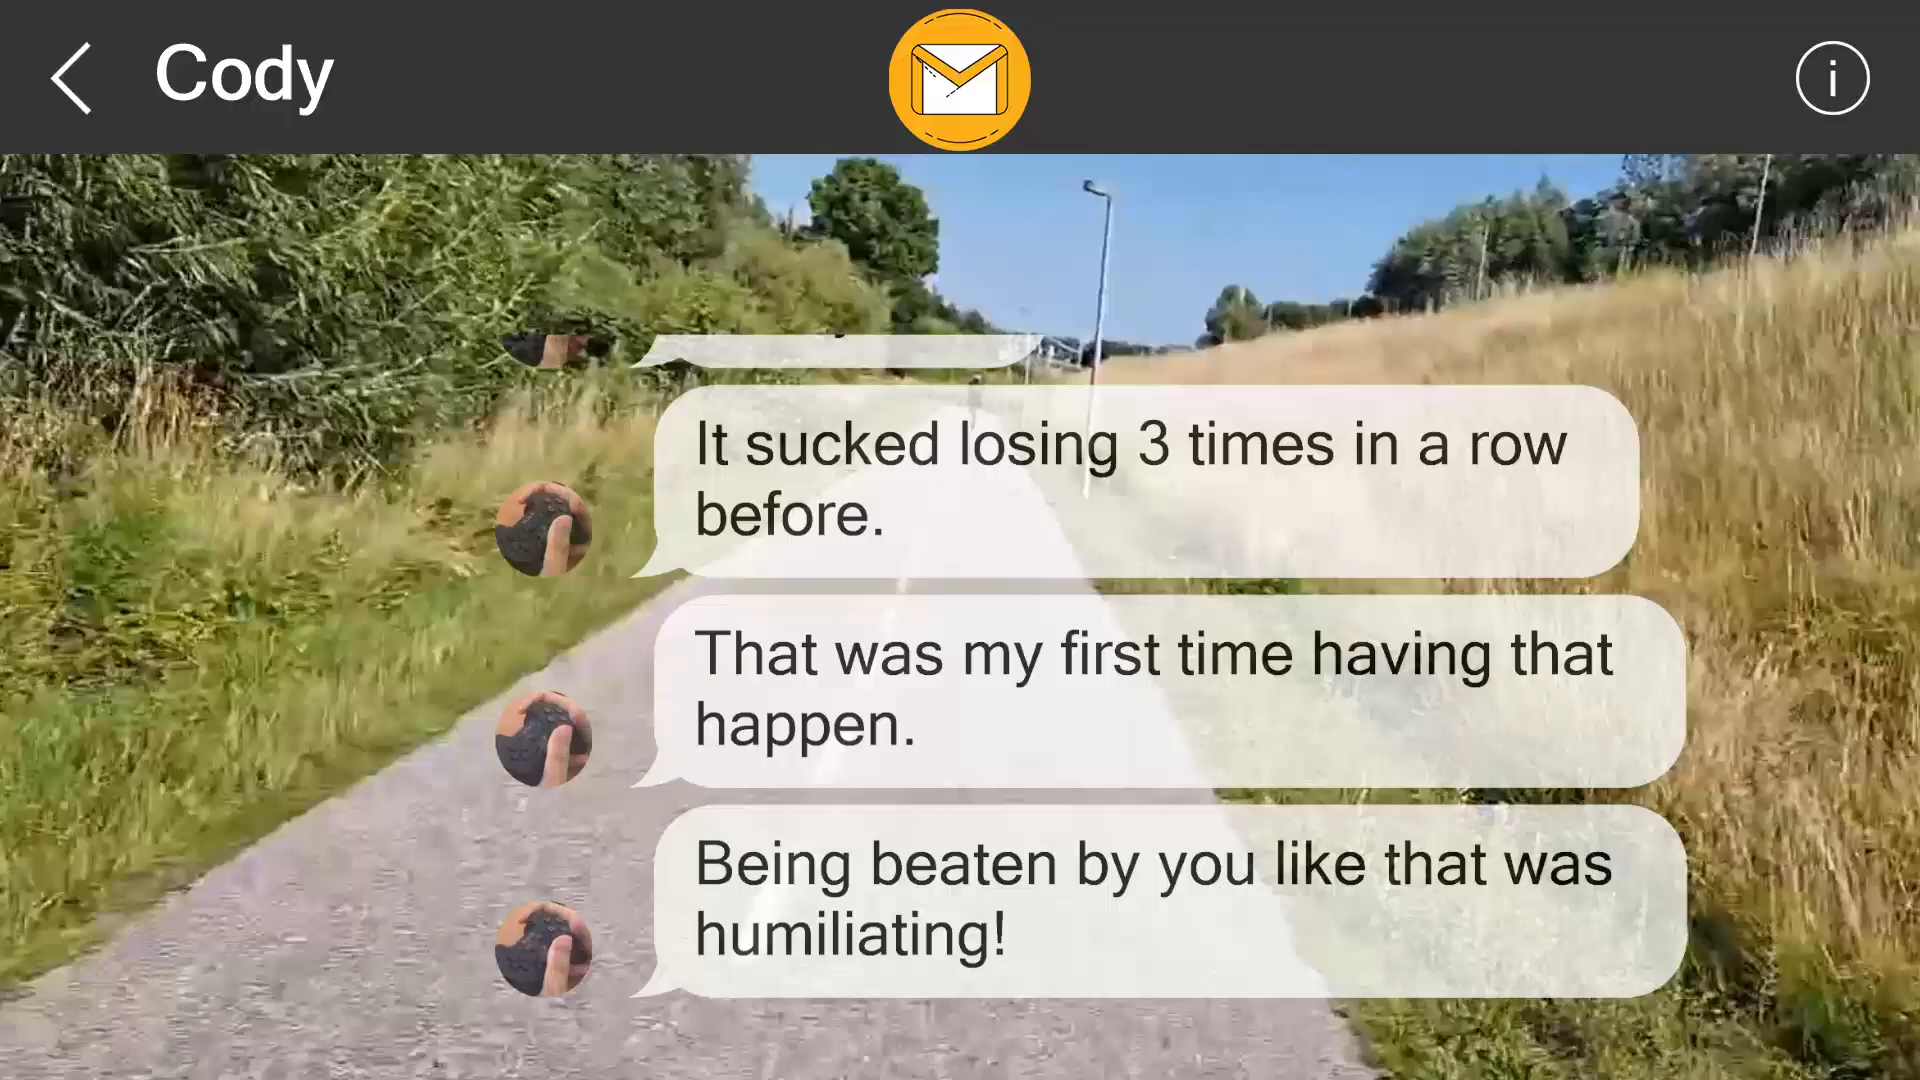 Cody
It sucked losing 3 times in a row
before.
That was my first time having that
happen.
Being beaten by you like that was
humiliating!